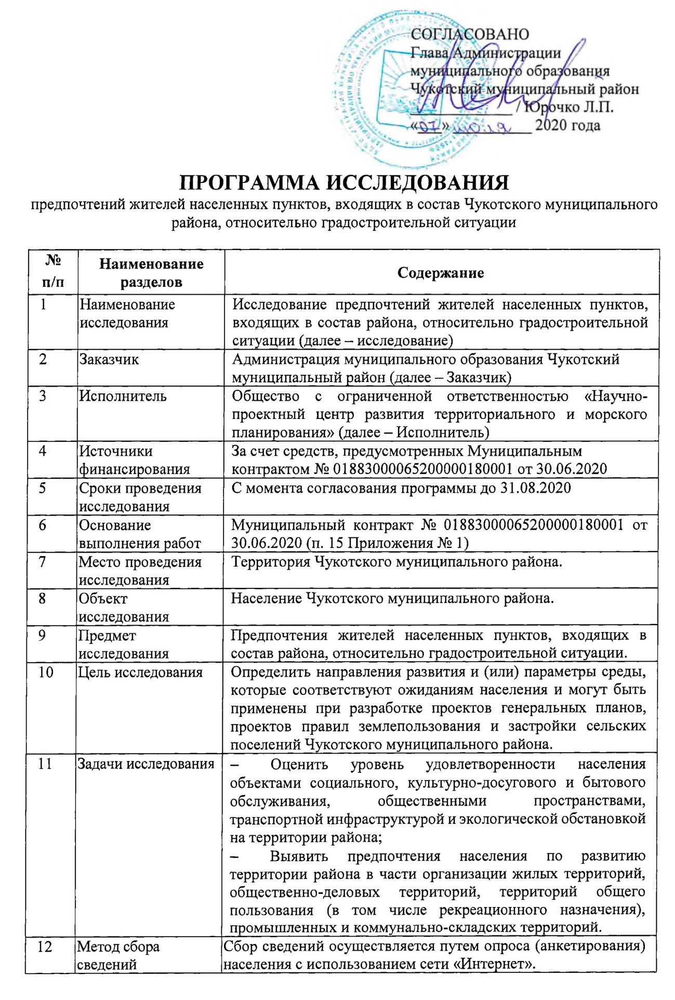 СОГЛАСОВАНО
Глава Администрации
муниципального образования
Чукотский муниципальный район
/ Юрочко Л.П.
«07» июля 2020 года
ПРОГРАММА ИССЛЕДОВАНИЯ
предпочтений жителей населенных пунктов, входящих в состав Чукотского муниципального
района, относительно градостроительной ситуации
№
п/п
Наименование
разделов
Содержание
1
Наименование
исследования
Исследование предпочтений жителей населенных пунктов,
входящих в состав района, относительно градостроительной
ситуации (далее – исследование)
2
Заказчик
Администрация муниципального образования Чукотский
муниципальный район (далее – Заказчик)
3
Исполнитель
Общество с ограниченной ответственностью «Научно-
проектный центр развития территориального и морского
планирования» (далее – Исполнитель)
4
Источники
финансирования
За счет средств, предусмотренных Муниципальным
контрактом № 01883000065200000180001 от 30.06.2020
5
Сроки проведения
исследования
С момента согласования программы до 31.08.2020
6
Основание
выполнения работ
Муниципальный контракт № 01883000065200000180001 от
30.06.2020 (п. 15 Приложения № 1)
7
Место проведения
исследования
Территория Чукотского муниципального района.
8
Объект
исследования
Население Чукотского муниципального района.
9
Предмет
исследования
Предпочтения жителей населенных пунктов, входящих в
состав района, относительно градостроительной ситуации.
10
Цель исследования
Определить направления развития и (или) параметры среды,
которые соответствуют ожиданиям населения и могут быть
применены при разработке проектов генеральных планов,
проектов правил землепользования и застройки сельских
поселений Чукотского муниципального района.
11
Задачи исследования
– Оценить уровень удовлетворенности населения
объектами социального, культурно-досугового и бытового
обслуживания, общественными пространствами,
транспортной инфраструктурой и экологической обстановкой
на территории района;
– Выявить предпочтения населения по развитию
территории района в части организации жилых территорий,
общественно-деловых территорий, территорий общего
пользования (в том числе рекреационного назначения),
промышленных и коммунально-складских территорий.
12
Метод сбора
сведений
Сбор сведений осуществляется путем опроса (анкетирования)
населения с использованием сети «Интернет».